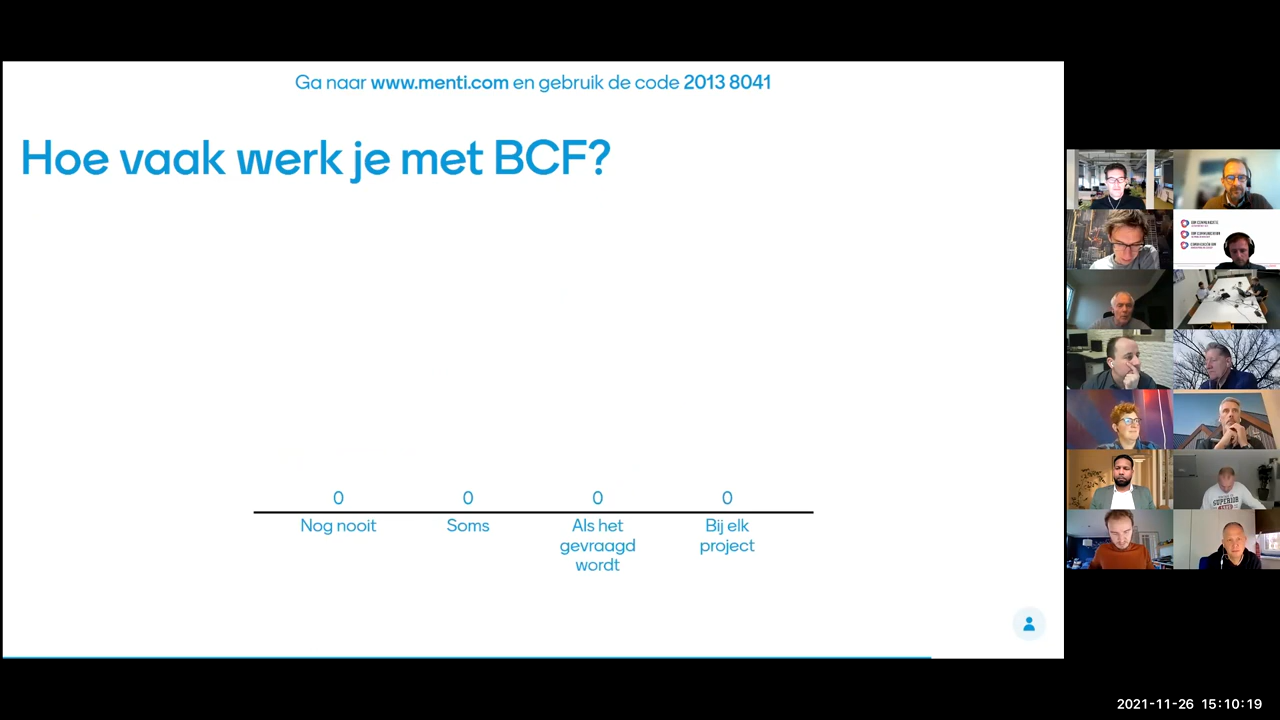 Ga naar www.menti.com en gebruik de code 2013 8041
Hoe vaak werk je met BCF?
0 0 0 0
Nog nooit
Soms
Als het
gevraagd
wordt
Bij elk
project
SUPERIOR
2021-11-26 15:10:19